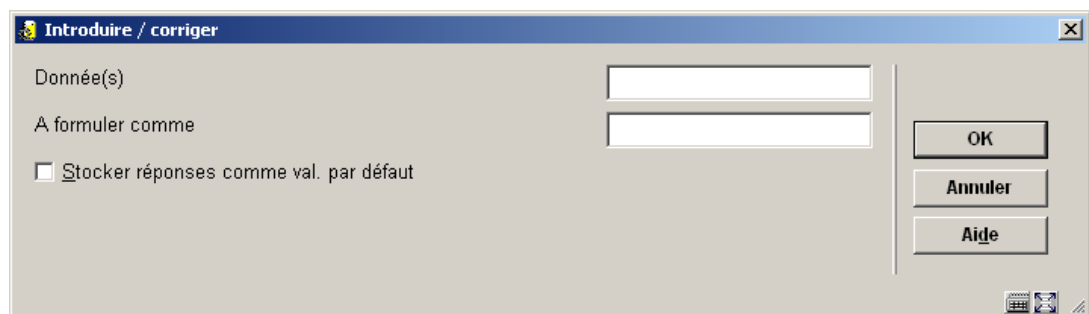 Introduire / corriger
Donnée(s)
A formuler comme
Stocker réponses comme val. par défaut
OK
Annuler
Aide